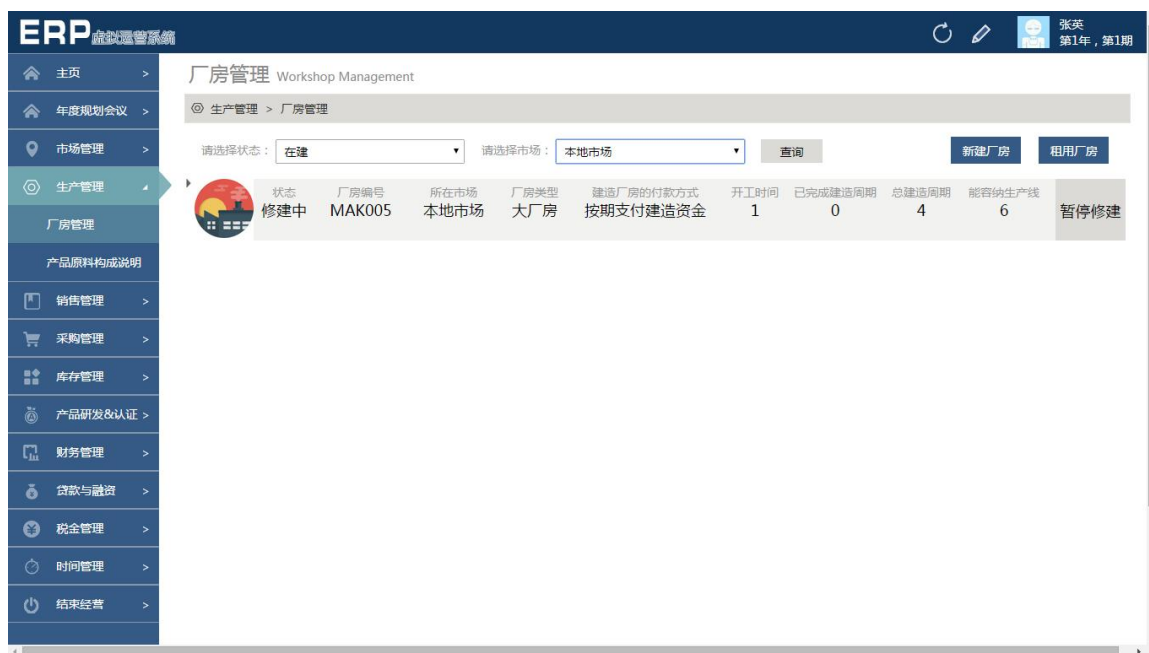 ERP虚拟运营系统
张英
第1年，第1期
主页 >
年度规划会议 >
市场管理 >
生产管理
厂房管理
产品原料构成说明
销售管理 >
采购管理 >
库存管理 >
产品研发&认证 >
财务管理 >
贷款与融资 >
税金管理 >
时间管理 >
结束经营 >
厂房管理 Workshop Management
生产管理 > 厂房管理
请选择状态： 在建 请选择市场： 本地市场 查询 新建厂房 租用厂房
状态 厂房编号 所在市场 厂房类型 建造厂房的付款方式 开工时间 已完成建造周期 总建造周期 能容纳生产线
修建中 MAK005 本地市场 大厂房 按期支付建造资金 1 0 4 6 暂停修建